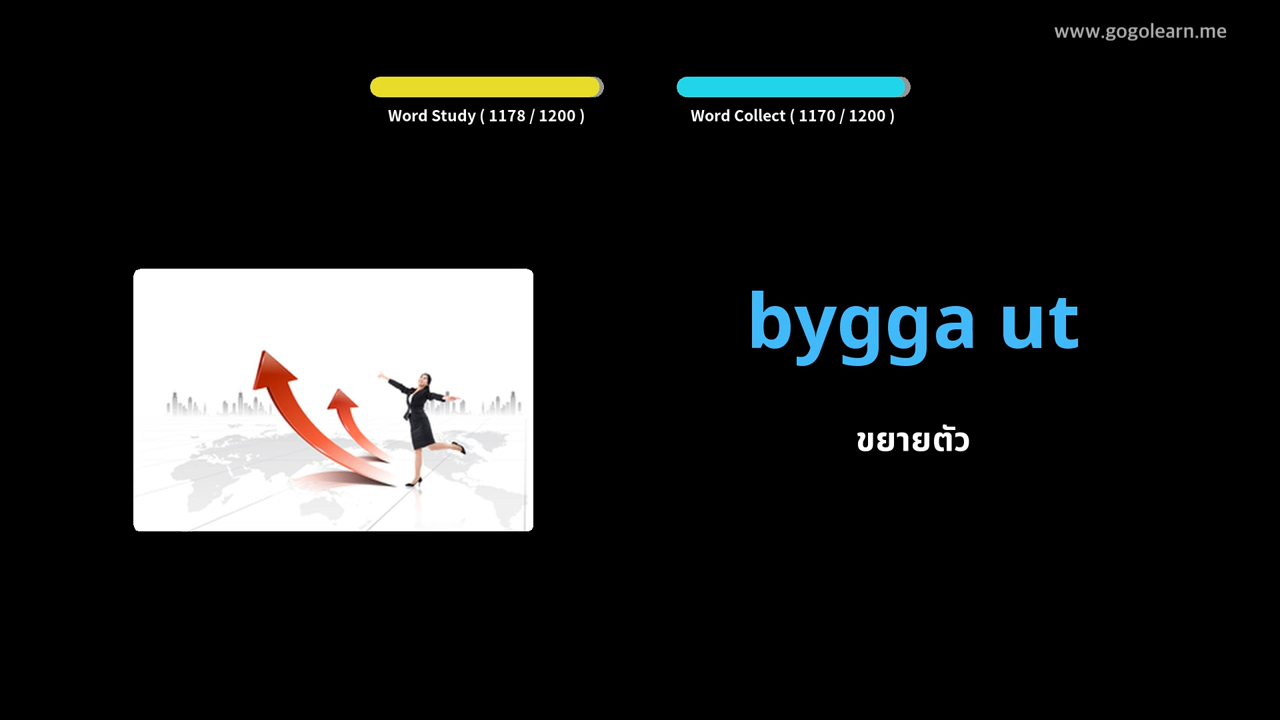 www.gogolearn.me
Word Study ( 1178 / 1200 )
Word Collect ( 1170 / 1200 )
bygga ut
ขยายตัว